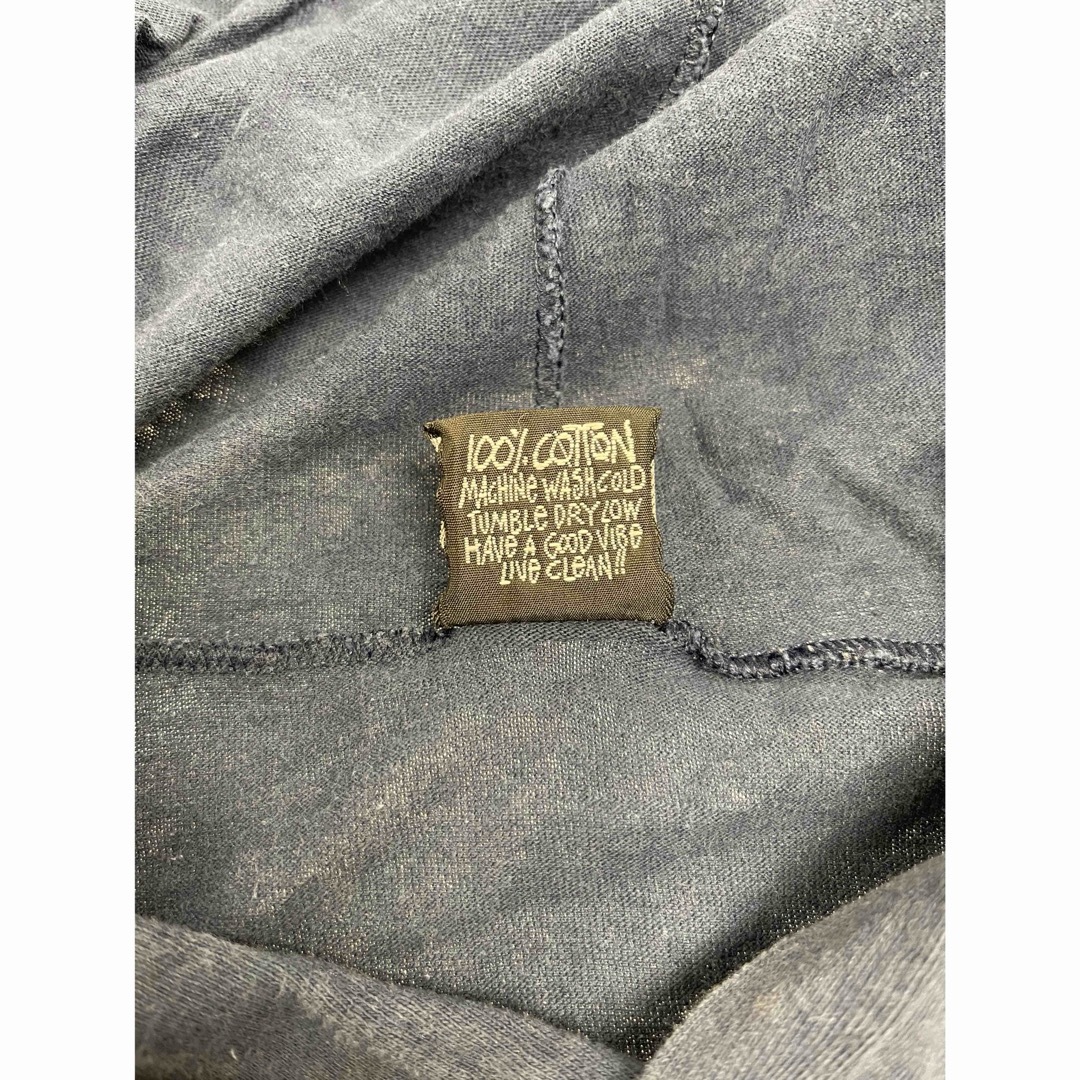 100% COTTON
MACHINE WASH COLD
TUMBLE DRY LOW
HAVE A GOOD VIBE
LIVE CLEAN!!